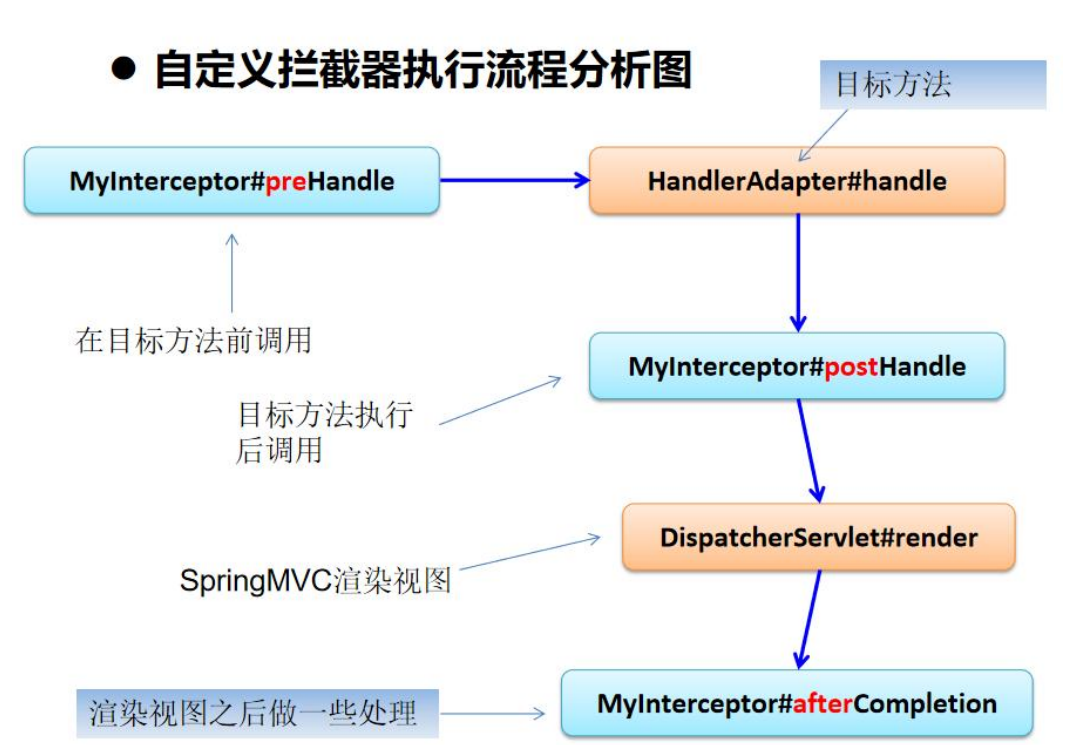 ● 自定义拦截器执行流程分析图
目标方法
MyInterceptor#preHandle
HandlerAdapter#handle
在目标方法前调用
MyInterceptor#postHandle
目标方法执行
后调用
DispatcherServlet#render
SpringMVC渲染视图
MyInterceptor#afterCompletion
渲染视图之后做一些处理